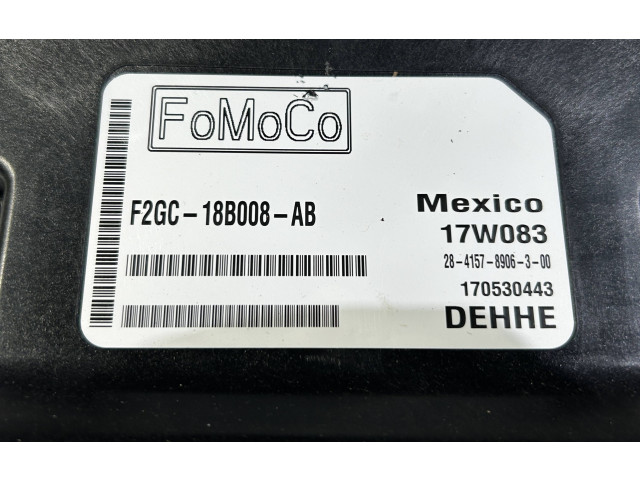 FoMoCo
F2GC-18B008-AB
Mexico
17W083
28-4157-8906-3-00
170530443
DEHHE